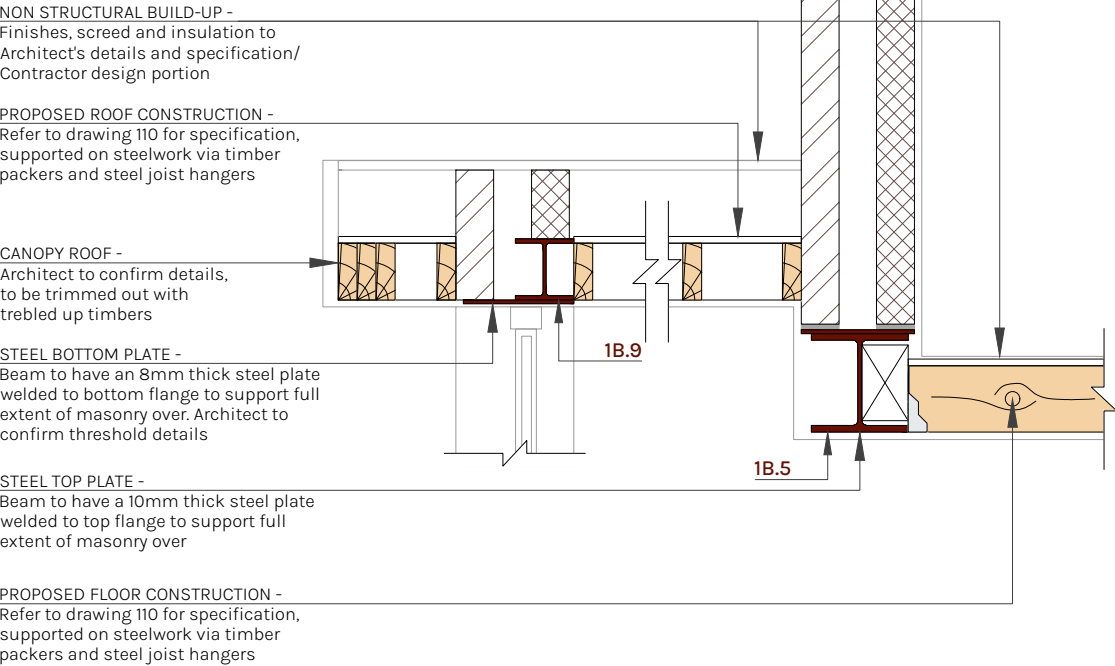 NON STRUCTURAL BUILD-UP -
Finishes, screed and insulation to
Architect's details and specification/
Contractor design portion
PROPOSED ROOF CONSTRUCTION -
Refer to drawing 110 for specification,
supported on steelwork via timber
packers and steel joist hangers
CANOPY ROOF -
Architect to confirm details,
to be trimmed out with
trebled up timbers
STEEL BOTTOM PLATE -
Beam to have an 8mm thick steel plate
welded to bottom flange to support full
extent of masonry over. Architect to
confirm threshold details
STEEL TOP PLATE -
Beam to have a 10mm thick steel plate
welded to top flange to support full
extent of masonry over
PROPOSED FLOOR CONSTRUCTION -
Refer to drawing 110 for specification,
supported on steelwork via timber
packers and steel joist hangers
1B.9
1B.5